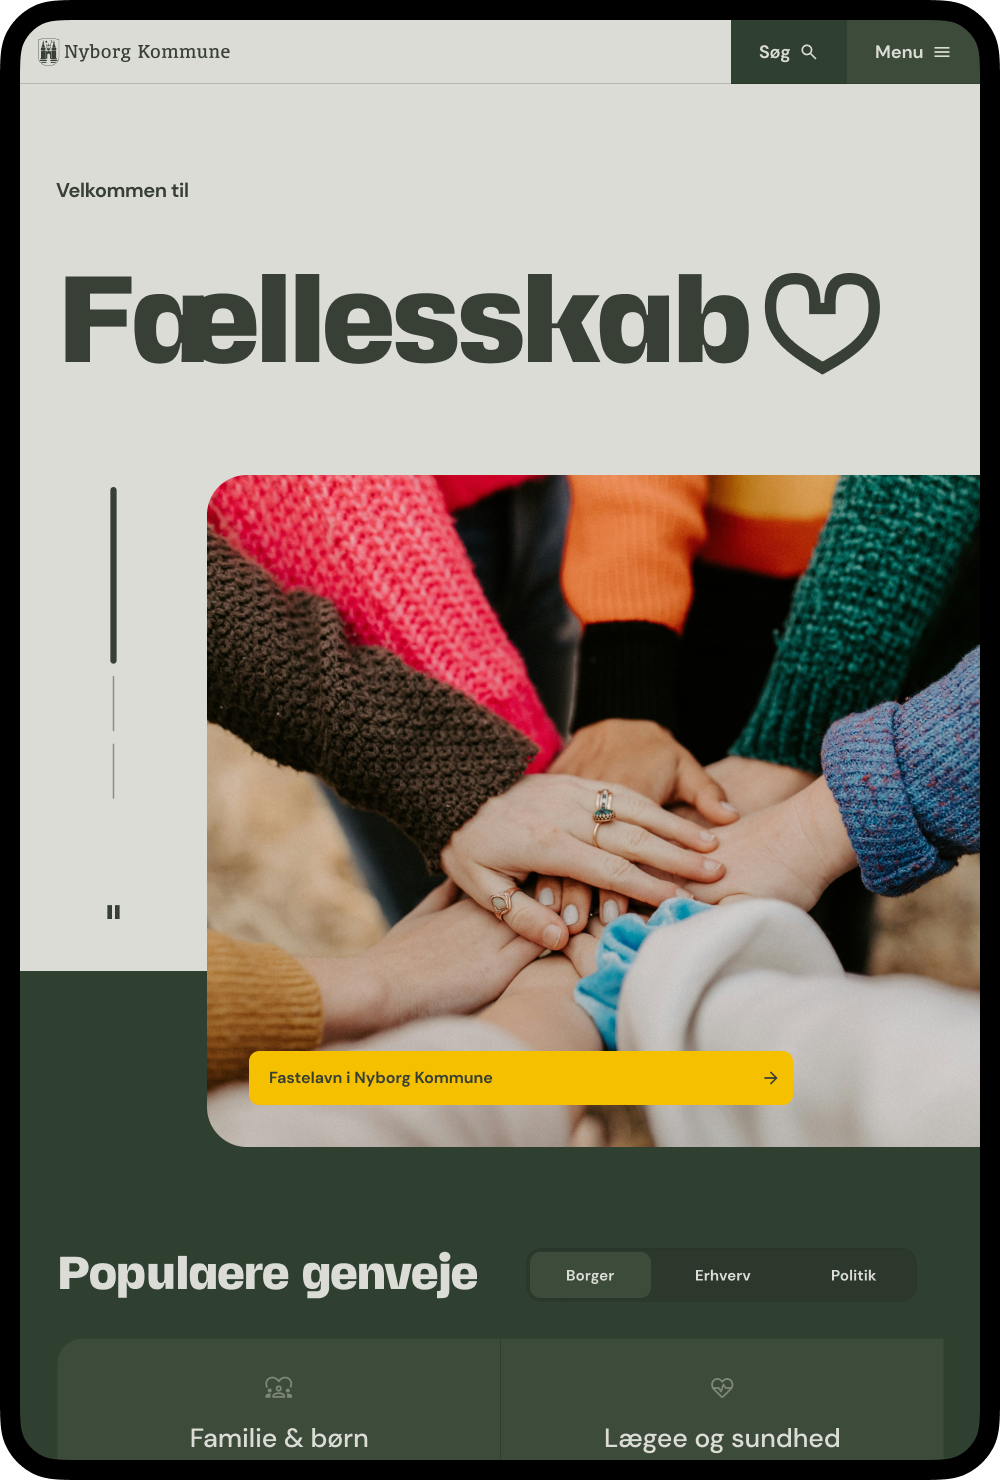 Nyborg Kommune
Søg
Menu
Velkommen til
Fællesskab
Fastelavn i Nyborg Kommune
Populaere genveje
Borger
Erhverv
Politik
Familie & børn
Lægee og sundhed